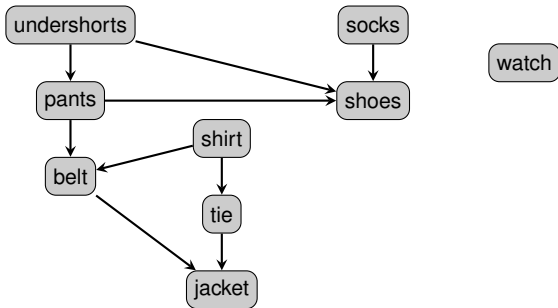 undershorts
socks
watch
pants
shoes
shirt
belt
tie
jacket